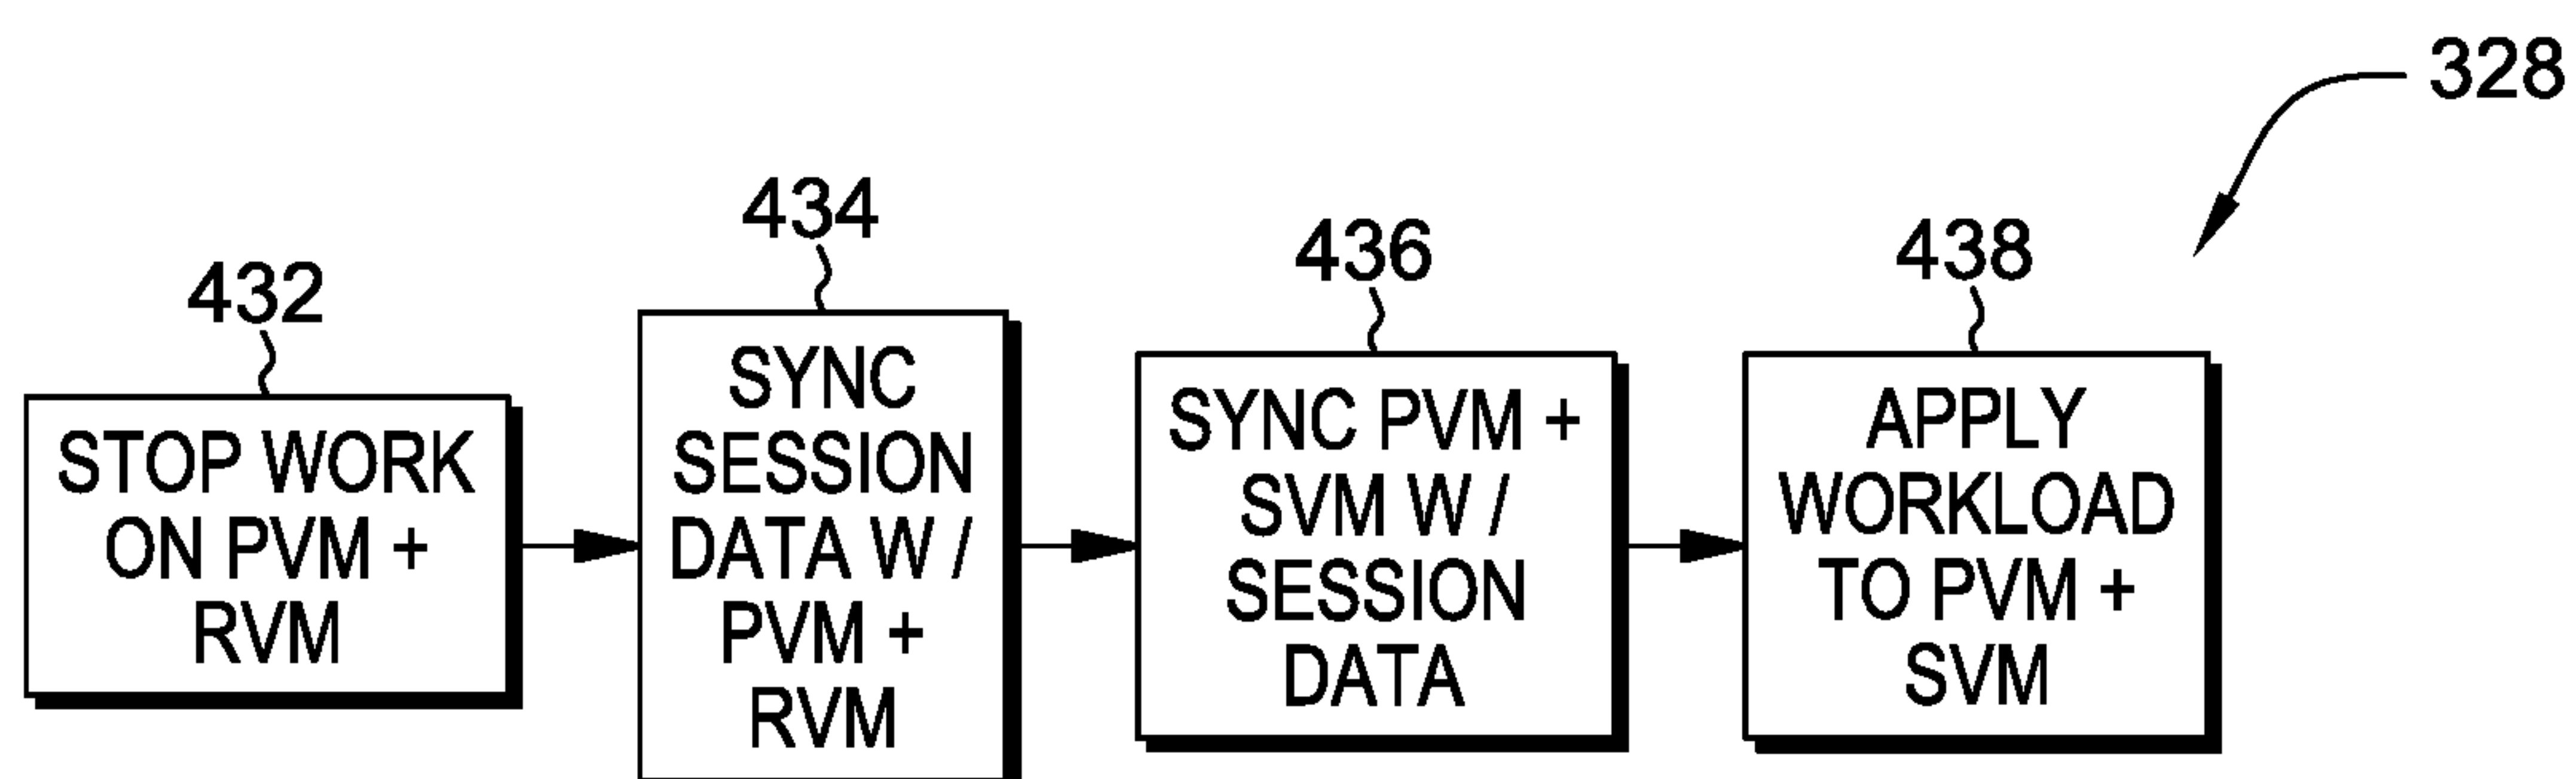 328
432
STOP WORK
ON PVM +
RVM
434
SYNC
SESSION
DATA W /
PVM +
RVM
436
SYNC PVM +
SVM W /
SESSION
DATA
438
APPLY
WORKLOAD
TO PVM +
SVM